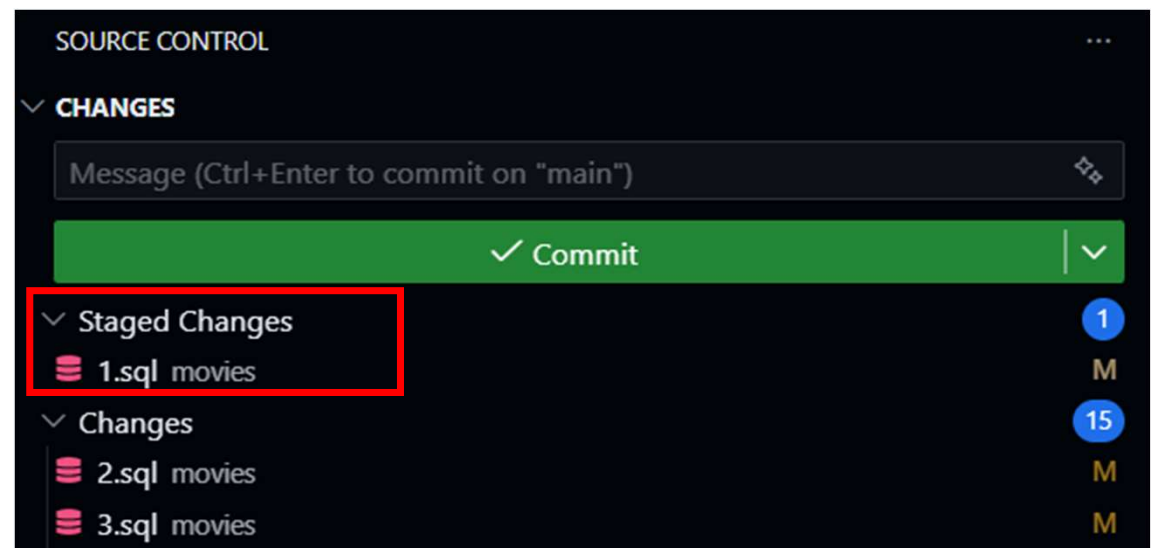 SOURCE CONTROL
CHANGES
Message (Ctrl+Enter to commit on "main")
Commit
Staged Changes 1
1.sql movies M
Changes 15
2.sql movies M
3.sql movies M